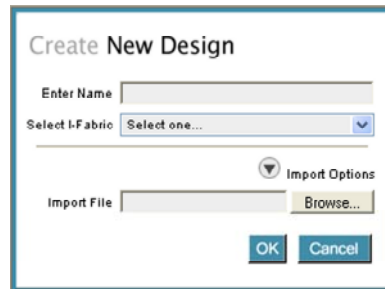 Create New Design
Enter Name
Select I-Fabric Select one...
Import Options
Import File Browse...
OK Cancel